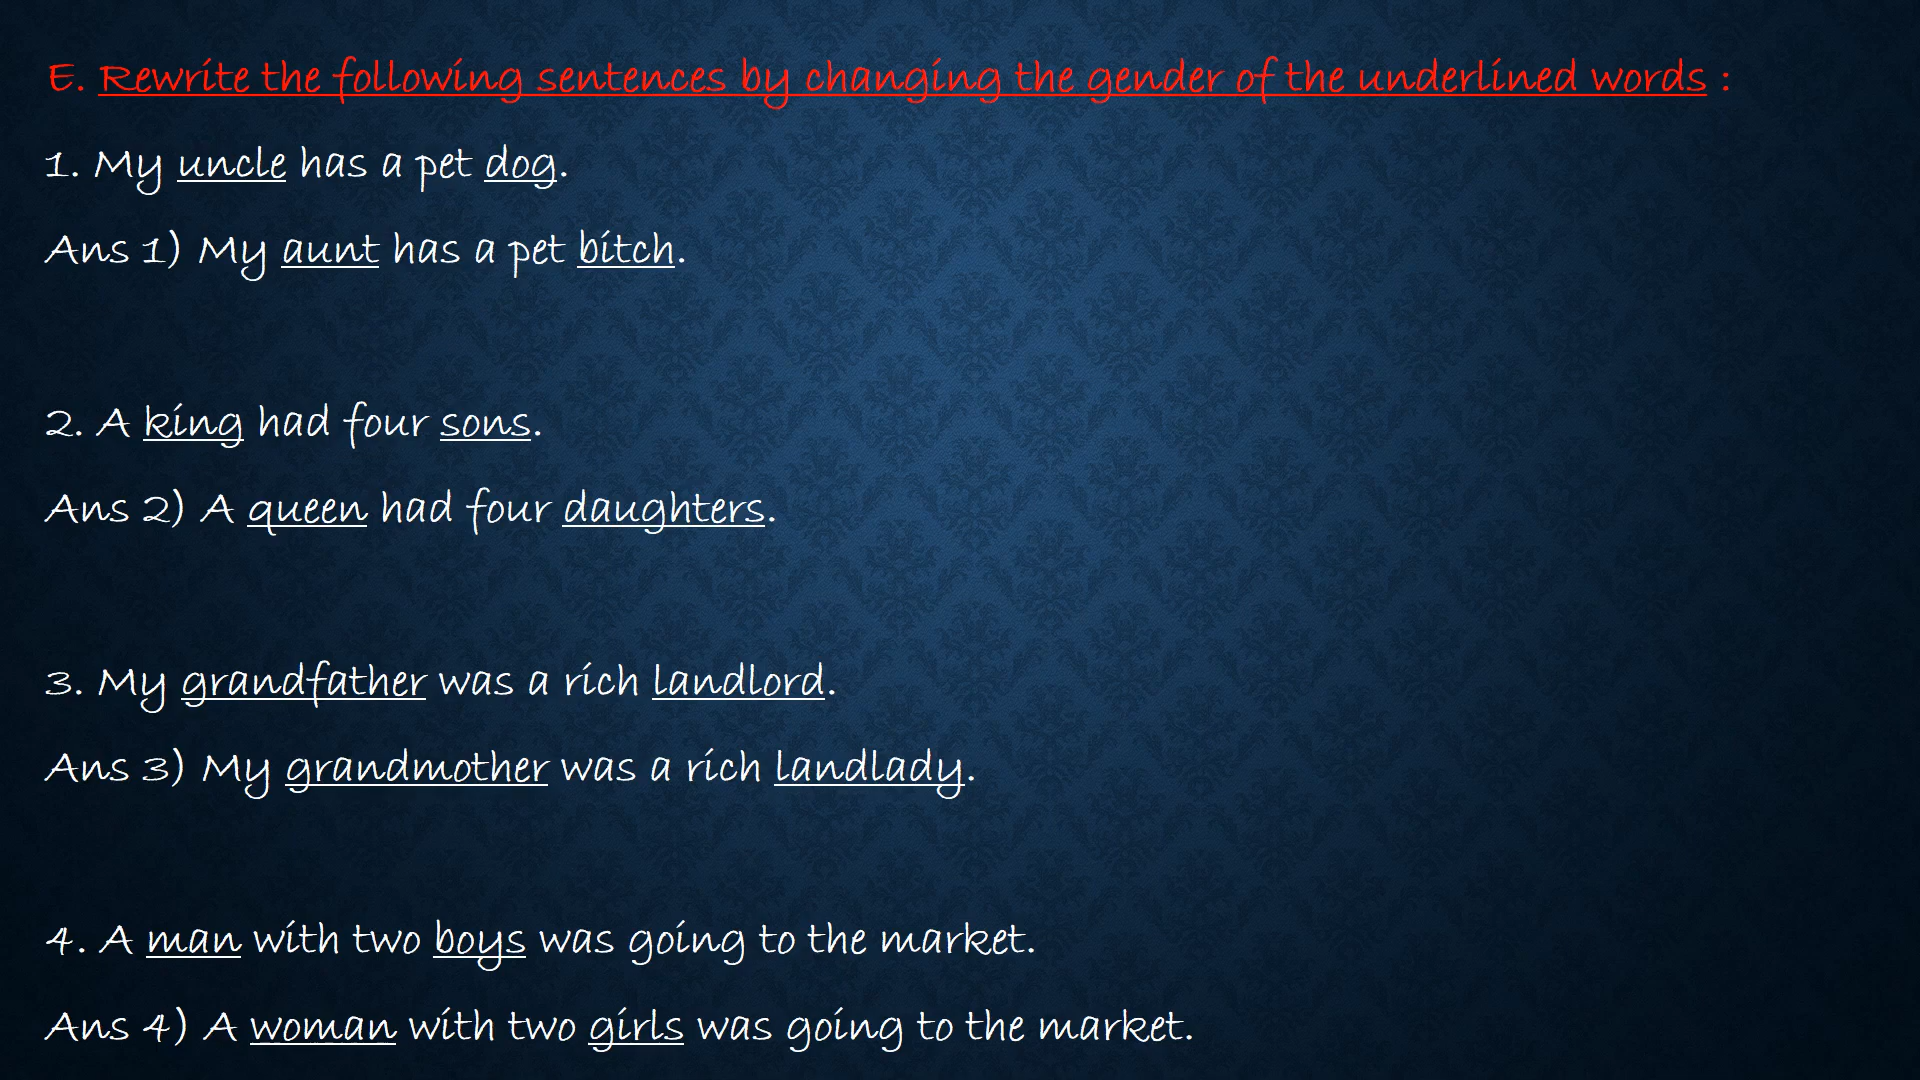 E. Rewrite the following sentences by changing the gender of the underlined words :
1. My uncle has a pet dog.
Ans 1) My aunt has a pet bitch.
2. A king had four sons.
Ans 2) A queen had four daughters.
3. My grandfather was a rich landlord.
Ans 3) My grandmother was a rich landlady.
4. A man with two boys was going to the market.
Ans 4) A woman with two girls was going to the market.